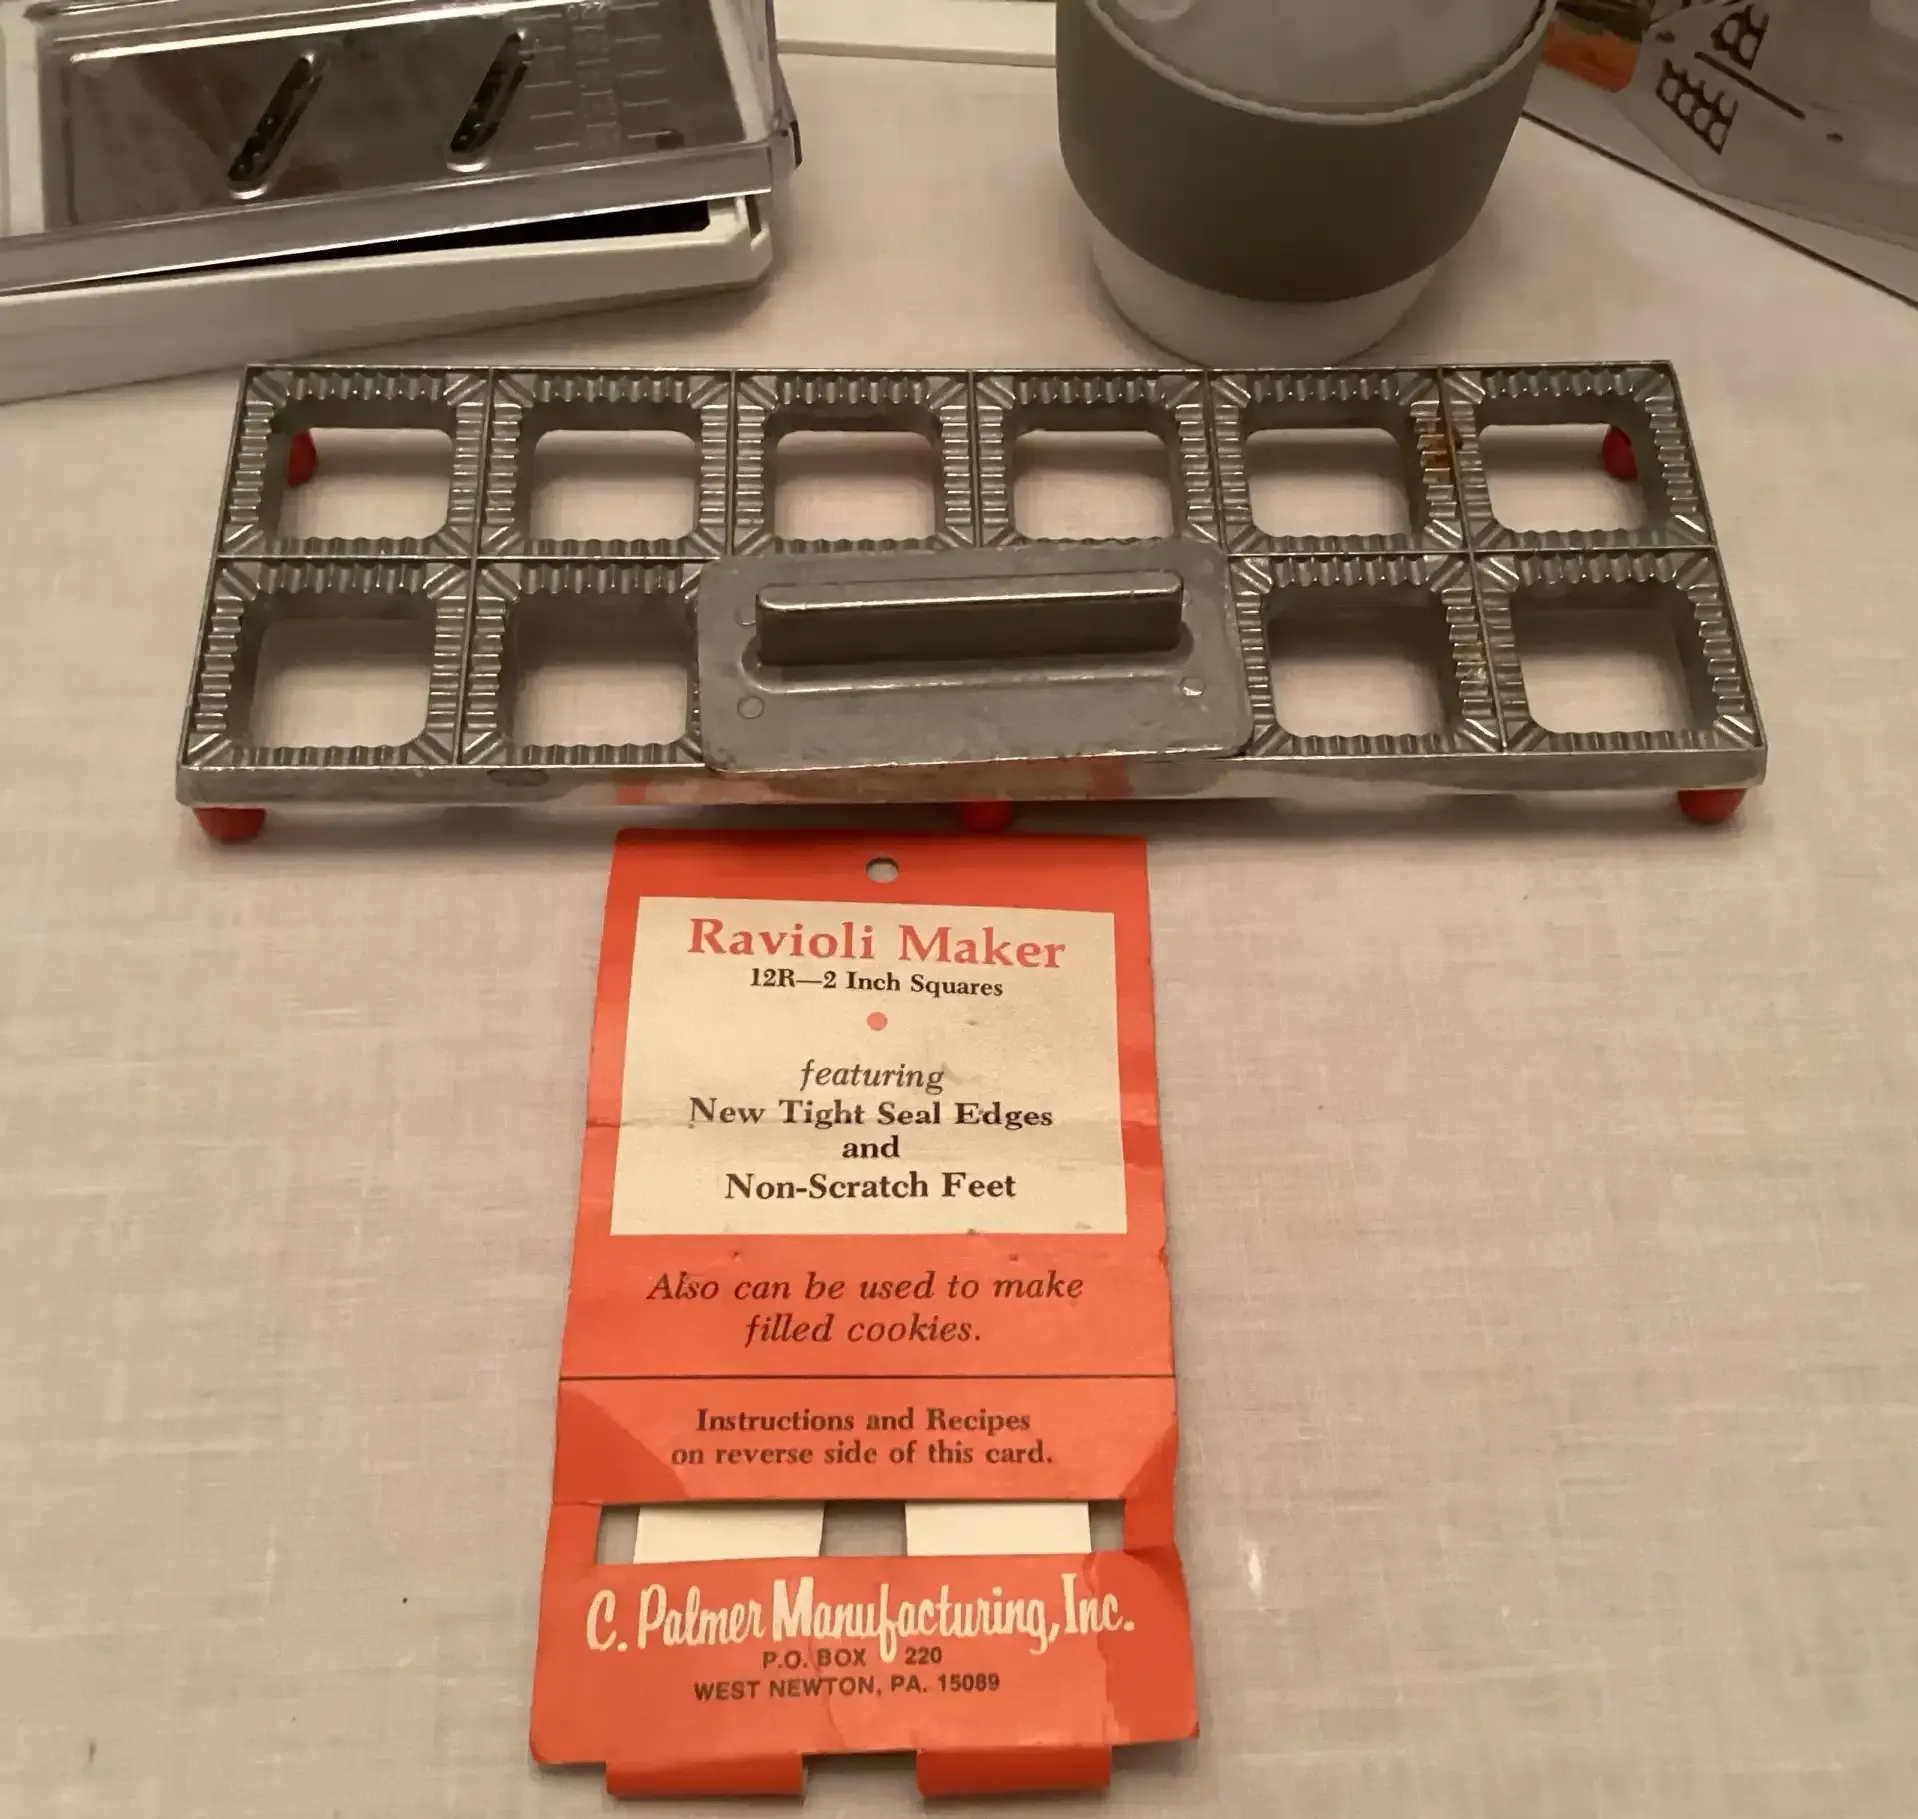 Ravioli Maker
12R—2 Inch Squares
featuring
New Tight Seal Edges
and
Non-Scratch Feet
Also can be used to make
filled cookies.
Instructions and Recipes
on reverse side of this card.
C. Palmer Manufacturing, Inc.
P.O. BOX 220
WEST NEWTON, PA. 15089